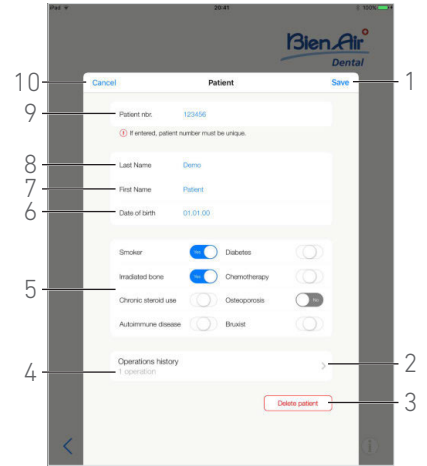 iPad 20:41 100%
Bien Air
Dental
10 Cancel Patient Save 1
9 Patient nbr. 123456
If entered, patient number must be unique.
8 Last Name Demo
7 First Name Patient
6 Date of birth 01.01.00
Smoker Yes Diabetes
Irradiated bone Yes Chemotherapy
5 Chronic steroid use Osteoporosis No
Autoimmune disease Bruxist
Operations history 2
4 1 operation
Delete patient 3